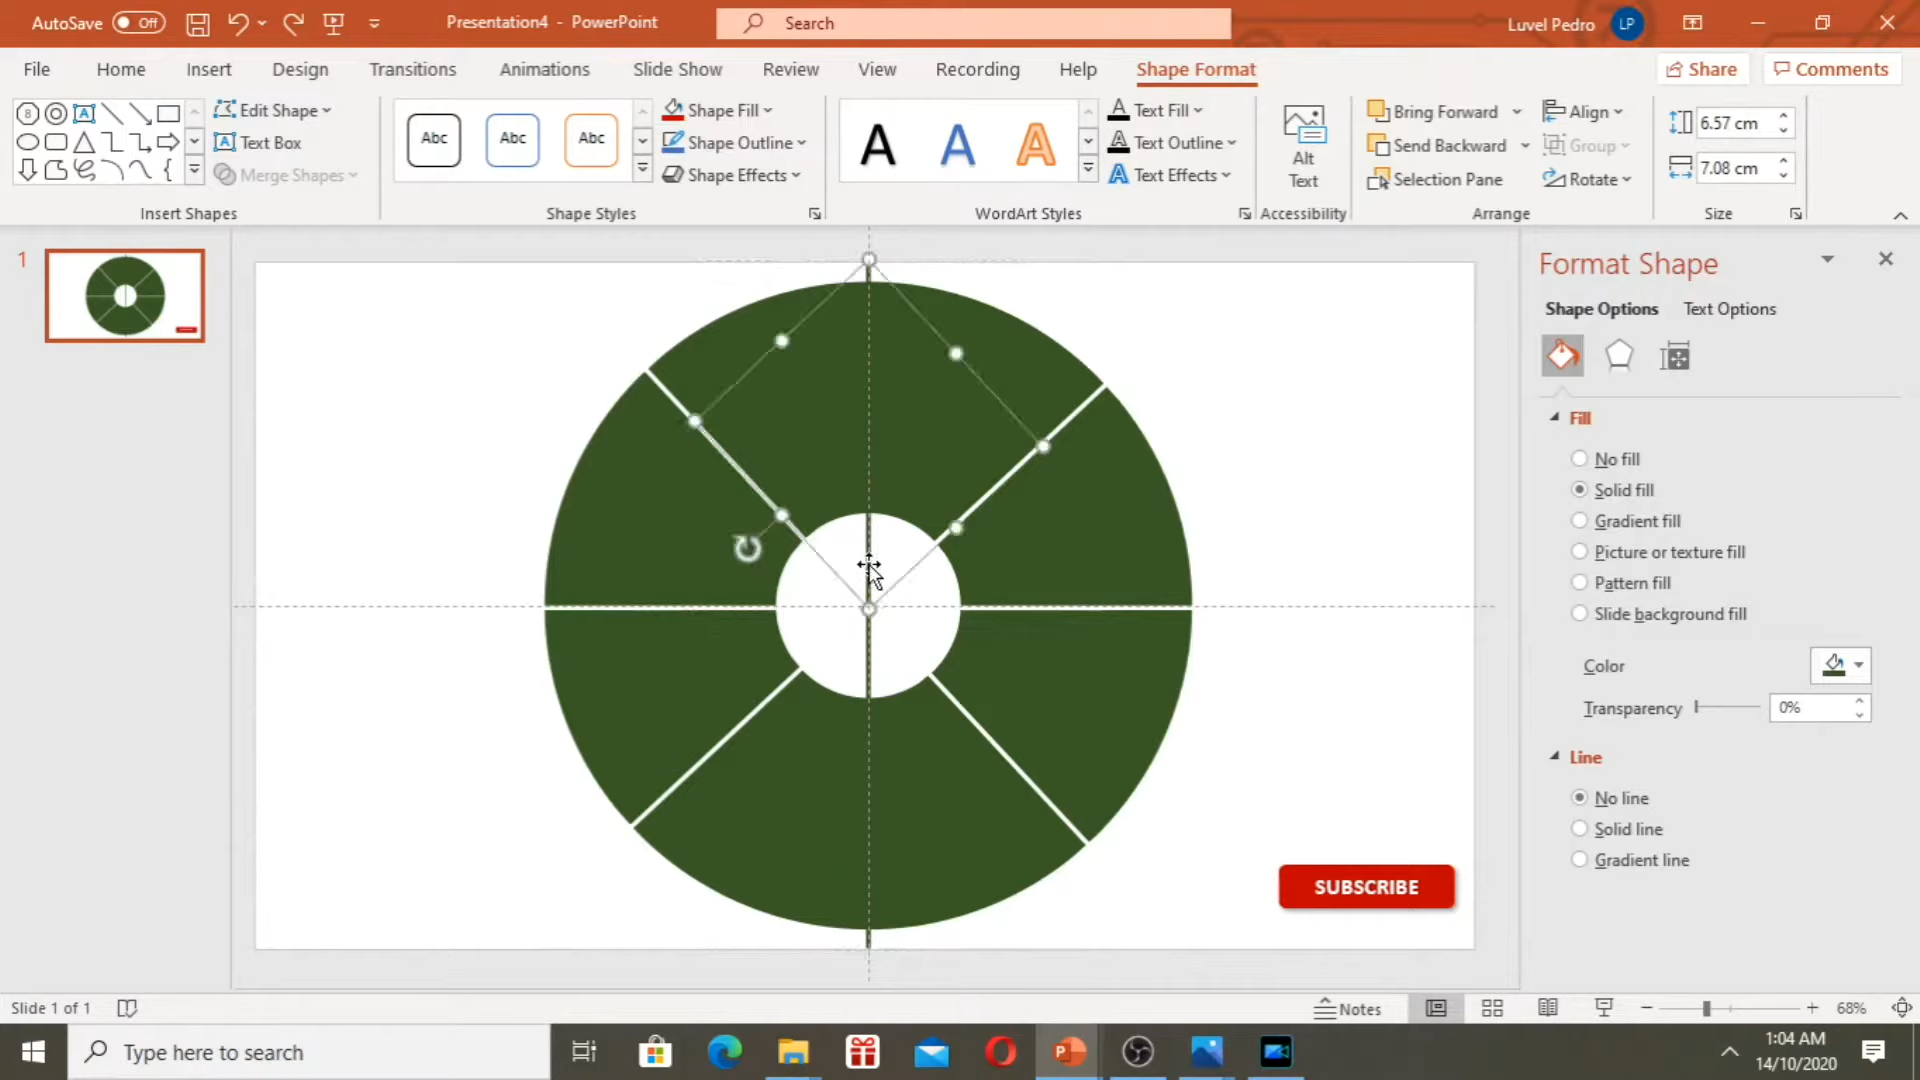 AutoSave Off Presentation4 - PowerPoint Search Luvel Pedro LP
File Home Insert Design Transitions Animations Slide Show Review View Recording Help Shape Format Share Comments
Edit Shape
Text Box
Merge Shapes
Insert Shapes
Abc Abc Abc
Shape Fill
Shape Outline
Shape Effects
Shape Styles
A A A
Text Fill
Text Outline
Text Effects
WordArt Styles
Alt
Text
Accessibility
Bring Forward
Send Backward
Selection Pane
Align
Group
Rotate
Arrange
6.57 cm
7.08 cm
Size
1
SUBSCRIBE
Format Shape
Shape Options Text Options
Fill
No fill
Solid fill
Gradient fill
Picture or texture fill
Pattern fill
Slide background fill
Color
Transparency 0%
Line
No line
Solid line
Gradient line
Slide 1 of 1 Notes 68%
Type here to search
1:04 AM
14/10/2020